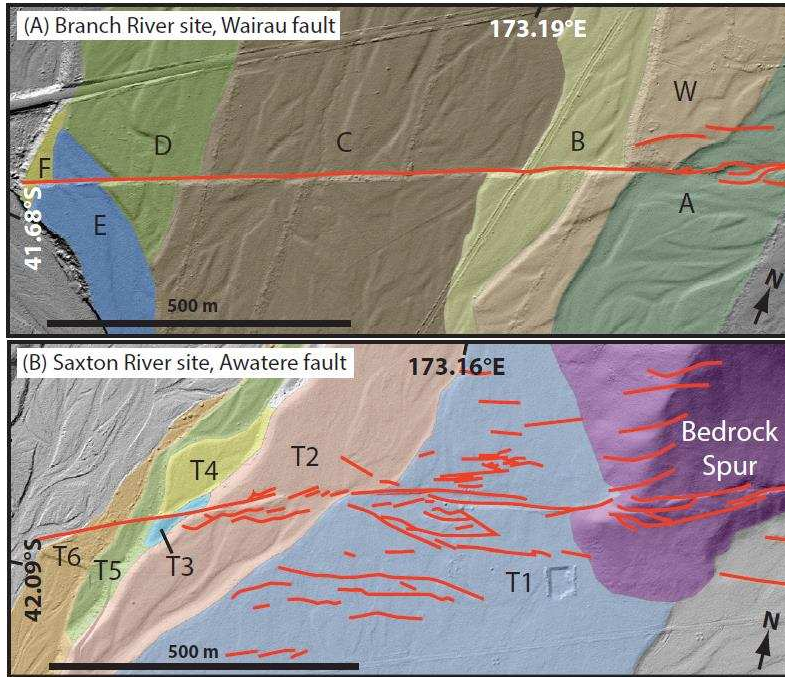 (A) Branch River site, Wairau fault
173.19°E
W
D
C
B
F
A
E
41.68°S
500 m
N
(B) Saxton River site, Awatere fault
173.16°E
Bedrock
Spur
T4
T2
T6
T5
T3
T1
42.09°S
500 m
N